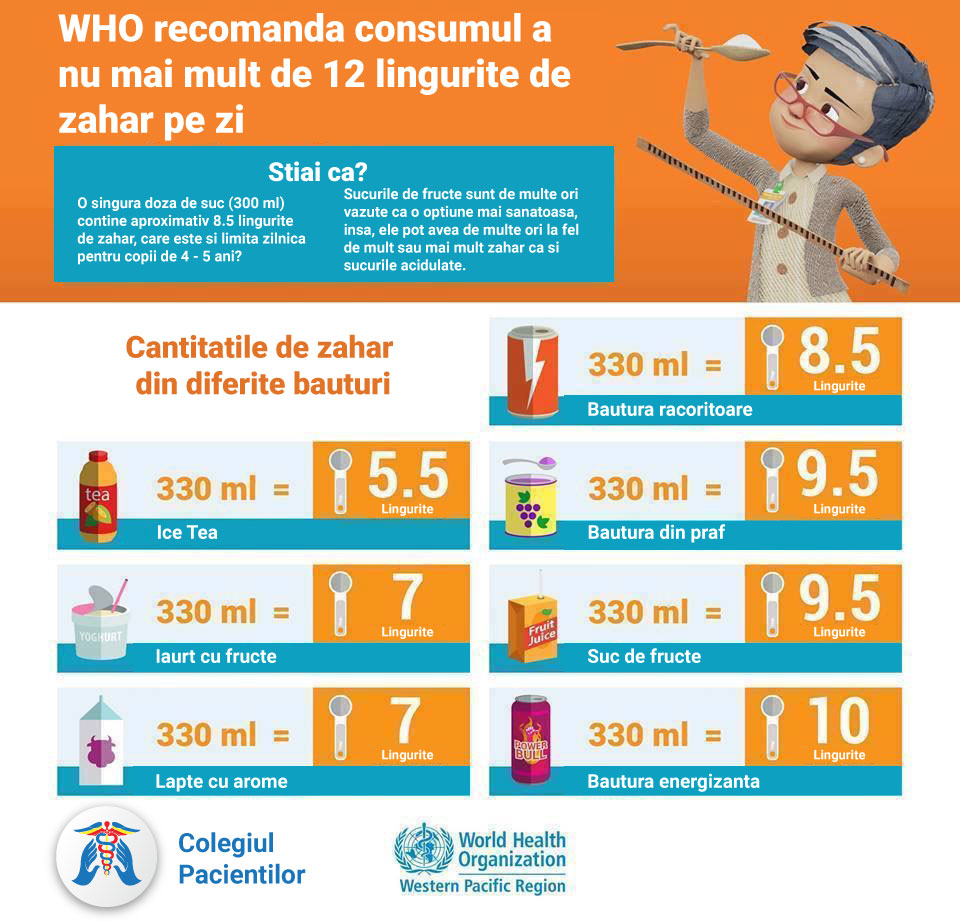 WHO recomanda consumul a
nu mai mult de 12 lingurite de
zahar pe zi
Stiai ca?
O singura doza de suc (300 ml)
contine aproximativ 8.5 lingurite
de zahar, care este si limita zilnica
pentru copii de 4 - 5 ani?
Sucurile de fructe sunt de multe ori
vazute ca o optiune mai sanatoasa,
insa, ele pot avea de multe ori la fel
de mult sau mai mult zahar ca si
sucurile acidulate.
Cantitatile de zahar
din diferite bauturi
330 ml = 8.5
Lingurite
Bautura racoritoare
tea
330 ml = 5.5
Lingurite
Ice Tea
330 ml = 9.5
Lingurite
Bautura din praf
YOGHURT
330 ml = 7
Lingurite
Iaurt cu fructe
Fruit
Juice
330 ml = 9.5
Lingurite
Suc de fructe
330 ml = 7
Lingurite
Lapte cu arome
POWER
BULL
330 ml = 10
Lingurite
Bautura energizanta
Colegiul
Pacientilor
World Health
Organization
Western Pacific Region